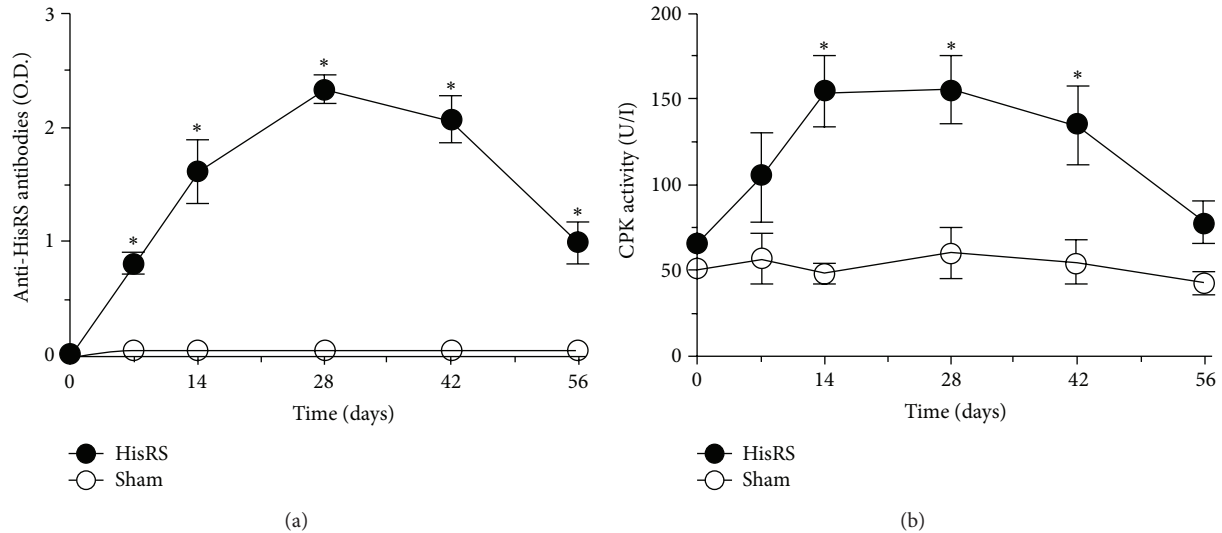 3
2
1
0
Anti-HisRS antibodies (O.D.)
*
*
*
*
*
0
14
28
42
56
Time (days)
HisRS
Sham
(a)
200
150
100
50
0
CPK activity (U/I)
*
*
*
0
14
28
42
56
Time (days)
HisRS
Sham
(b)